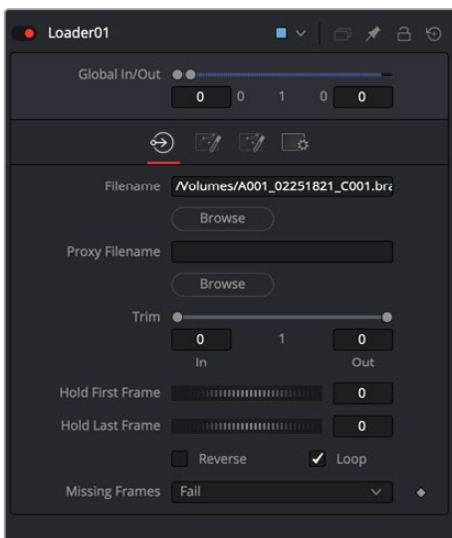 Loader01
Global In/Out
0 0 1 0 0
Filename /Volumes/A001_02251821_C001.bra
Browse
Proxy Filename
Browse
Trim
0 1 0
In Out
Hold First Frame 0
Hold Last Frame 0
Reverse Loop
Missing Frames Fail